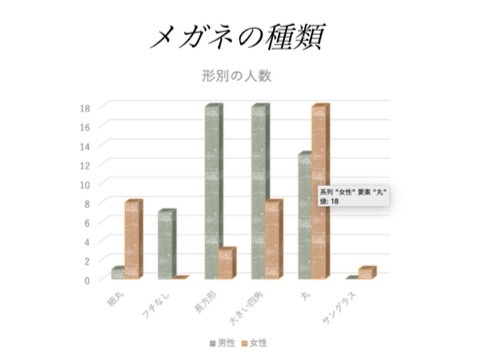 メガネの種類
形別の人数
18
16
14
12
10
8
6
4
2
0
細丸
フチなし
長方形
大きい四角
丸
サングラス
系列 "女性" 要素 "丸"
値: 18
男性 女性